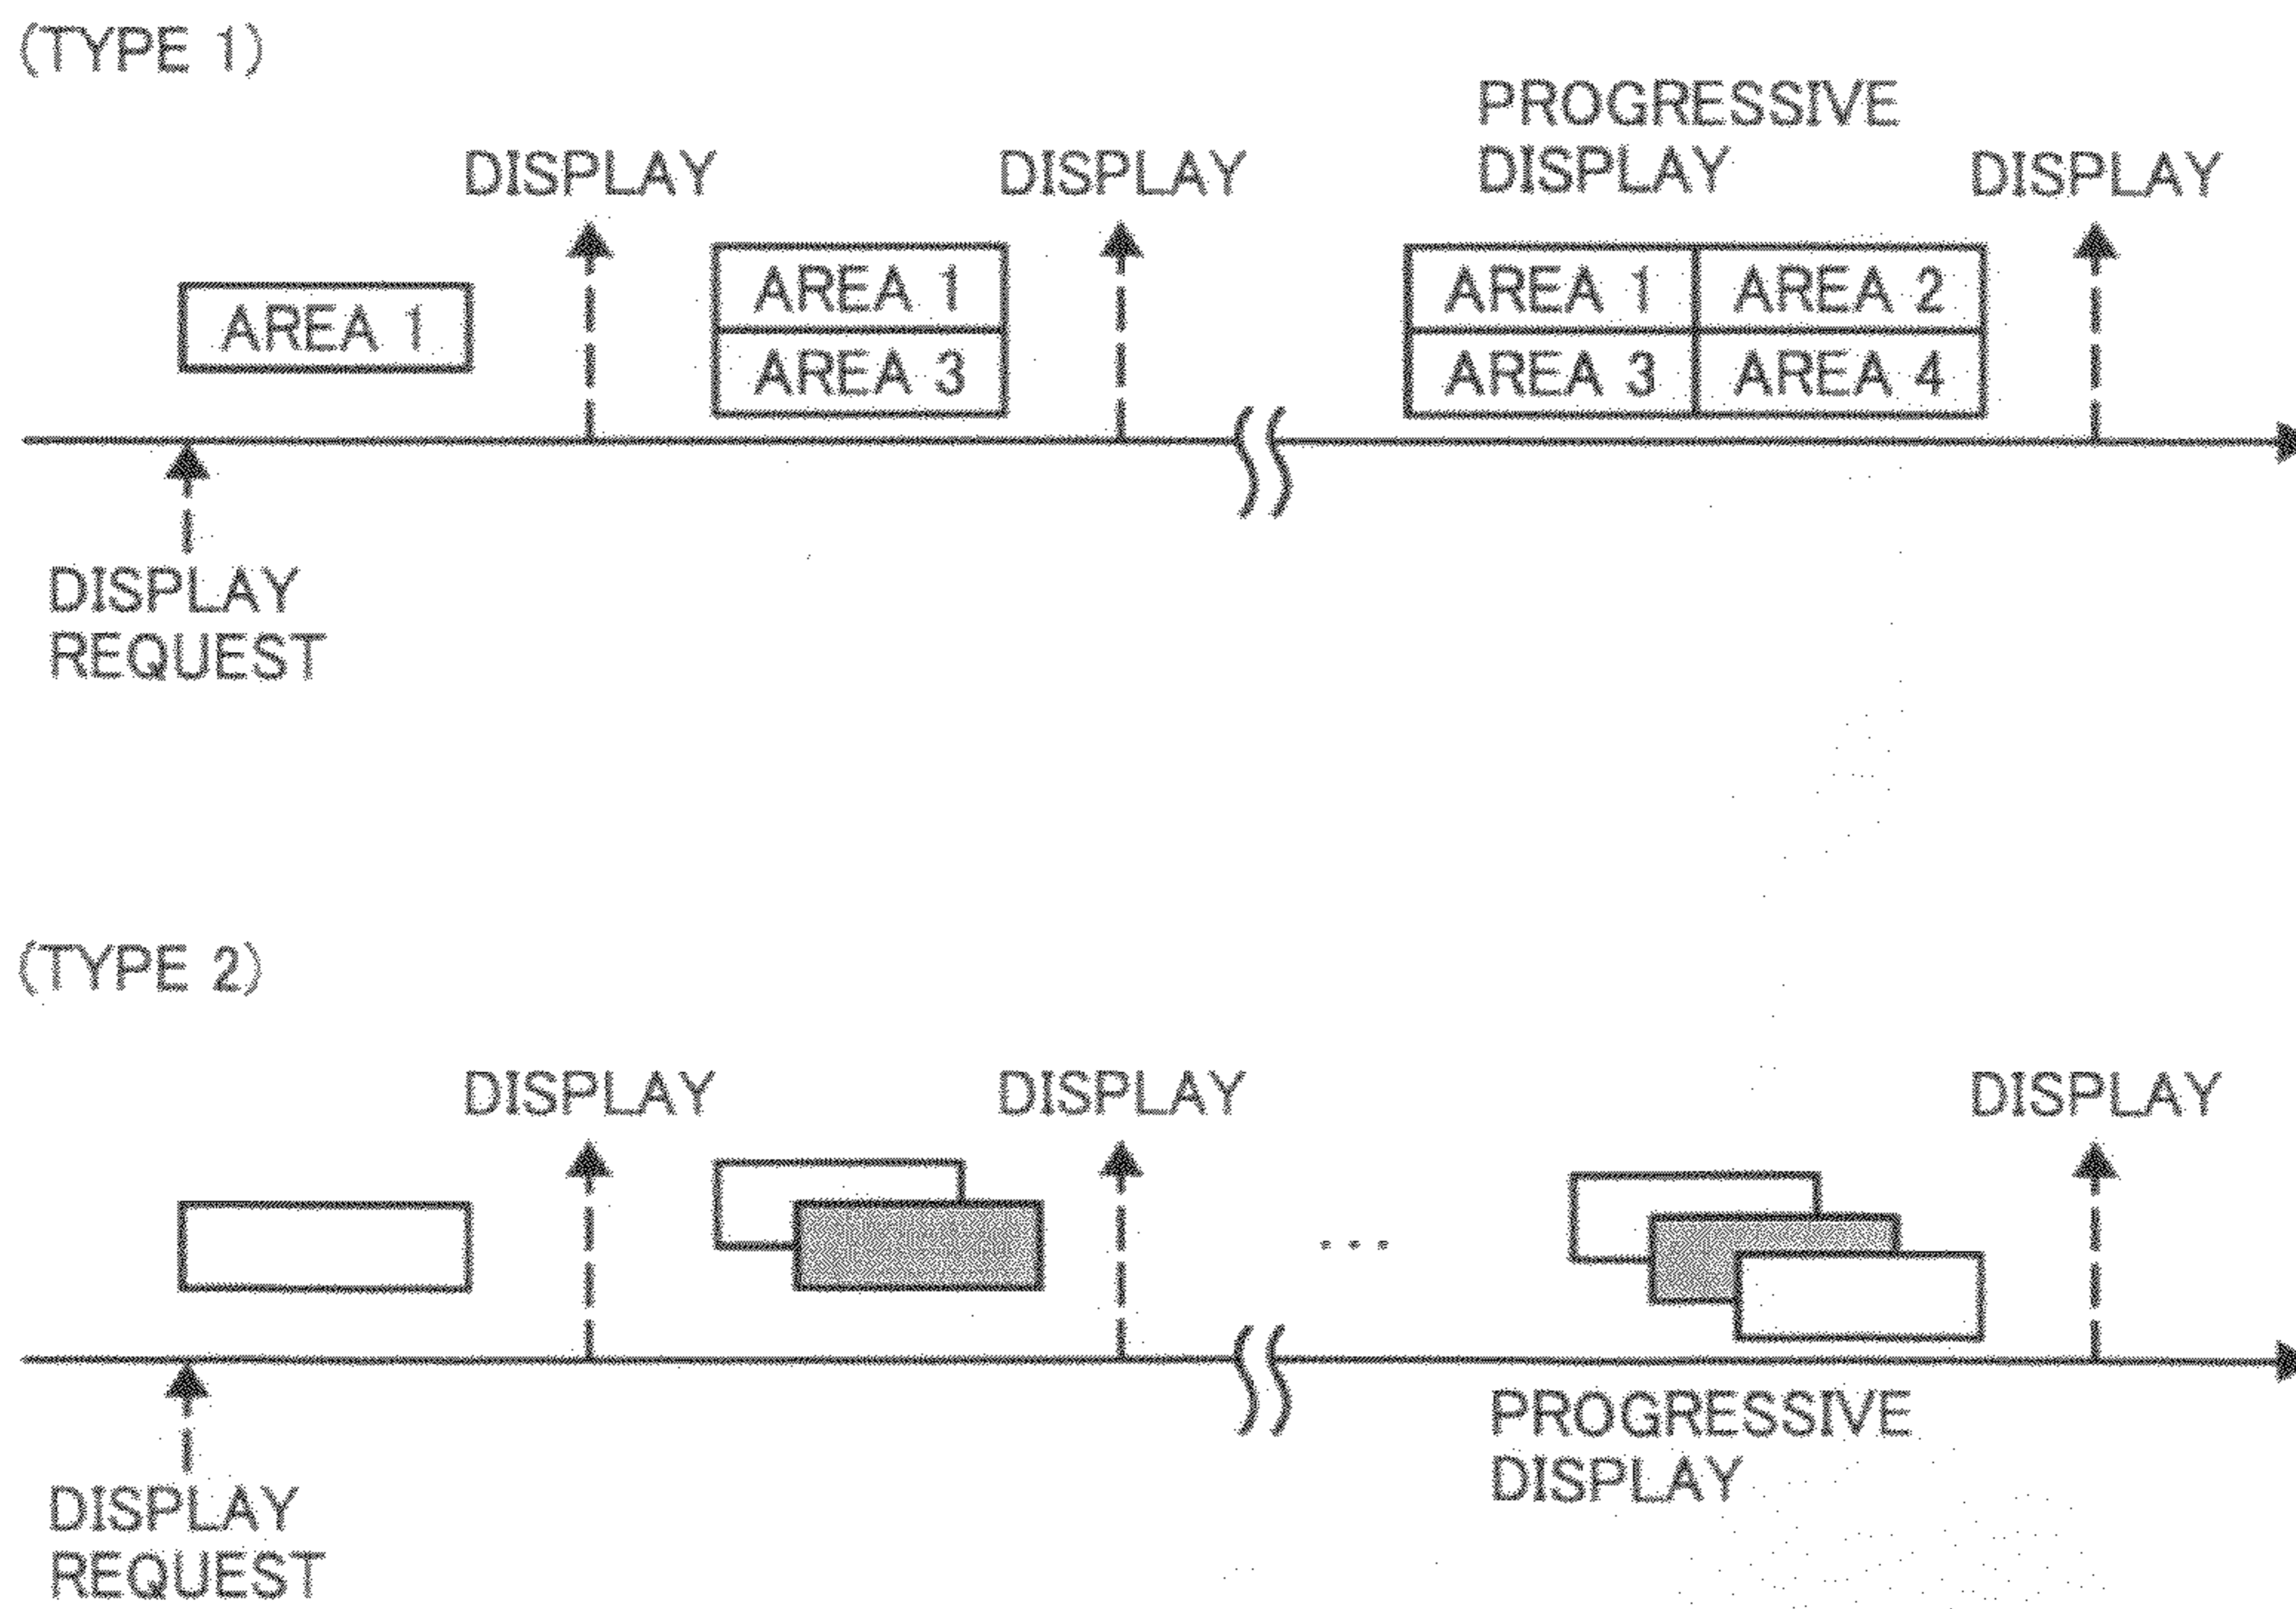 (TYPE 1)
PROGRESSIVE
DISPLAY
DISPLAY
DISPLAY
DISPLAY
AREA 1
AREA 1
AREA 3
AREA 1
AREA 2
AREA 3
AREA 4
DISPLAY
REQUEST
(TYPE 2)
DISPLAY
DISPLAY
DISPLAY
...
PROGRESSIVE
DISPLAY
DISPLAY
REQUEST